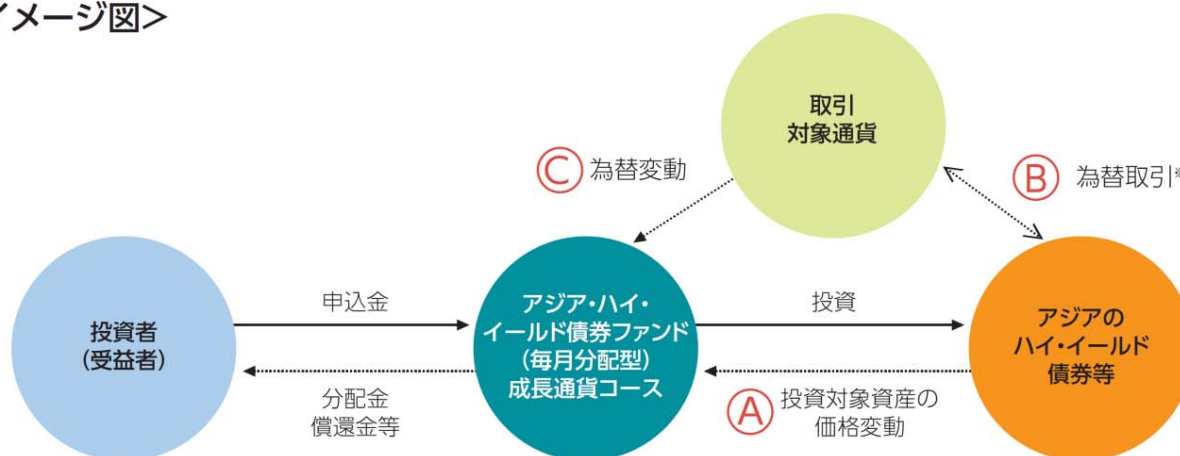 イメージ図>
取引
対象通貨
Ⓒ 為替変動
Ⓑ 為替取引
投資者
(受益者)
申込金
分配金
償還金等
アジア・ハイ・
イールド債券ファンド
(毎月分配型)
成長通貨コース
投資
Ⓐ 投資対象資産の
価格変動
アジアの
ハイ・イールド
債券等